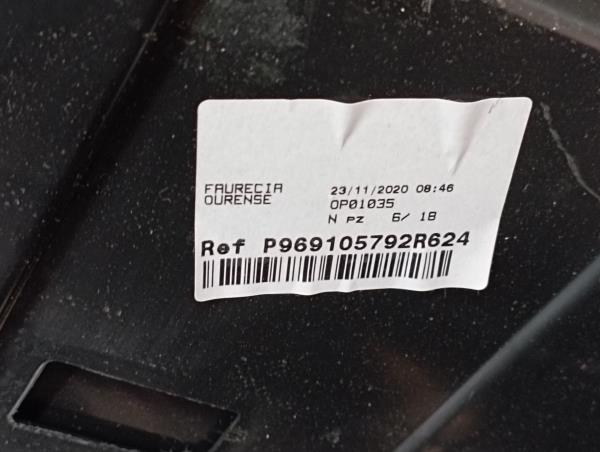 FAURECIA
OURENSE
23/11/2020 08:46
OP01035
N PZ 6/ 18
Ref P969105792R624